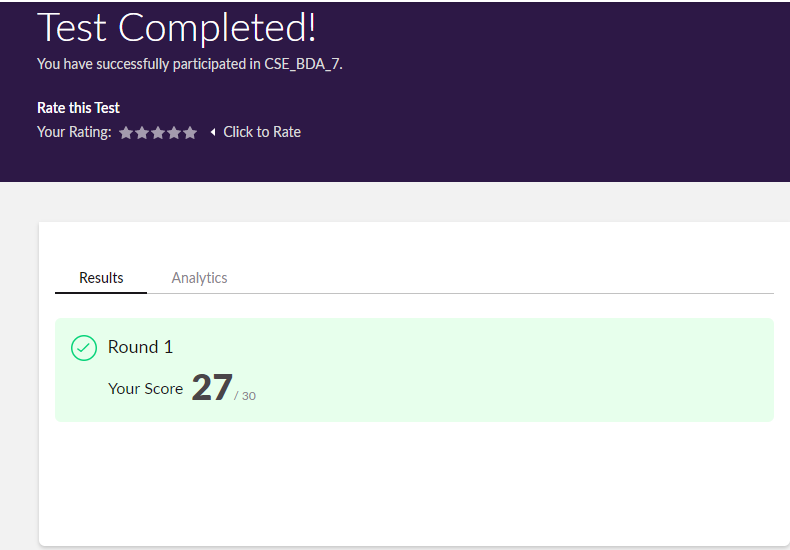 Test Completed!
You have successfully participated in CSE_BDA_7.
Rate this Test
Your Rating: Click to Rate
Results Analytics
Round 1
Your Score 27 / 30